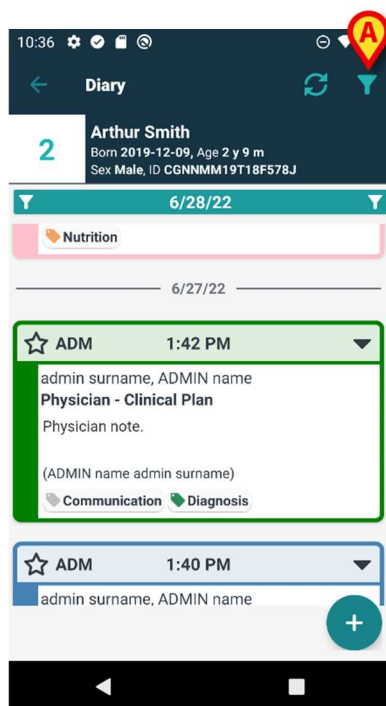 A
10:36
Diary
2
Arthur Smith
Born 2019-12-09, Age 2 y 9 m
Sex Male, ID CGNNMM19T18F578J
6/28/22
Nutrition
6/27/22
ADM 1:42 PM
admin surname, ADMIN name
Physician - Clinical Plan
Physician note.
(ADMIN name admin surname)
Communication Diagnosis
ADM 1:40 PM
admin surname, ADMIN name
+